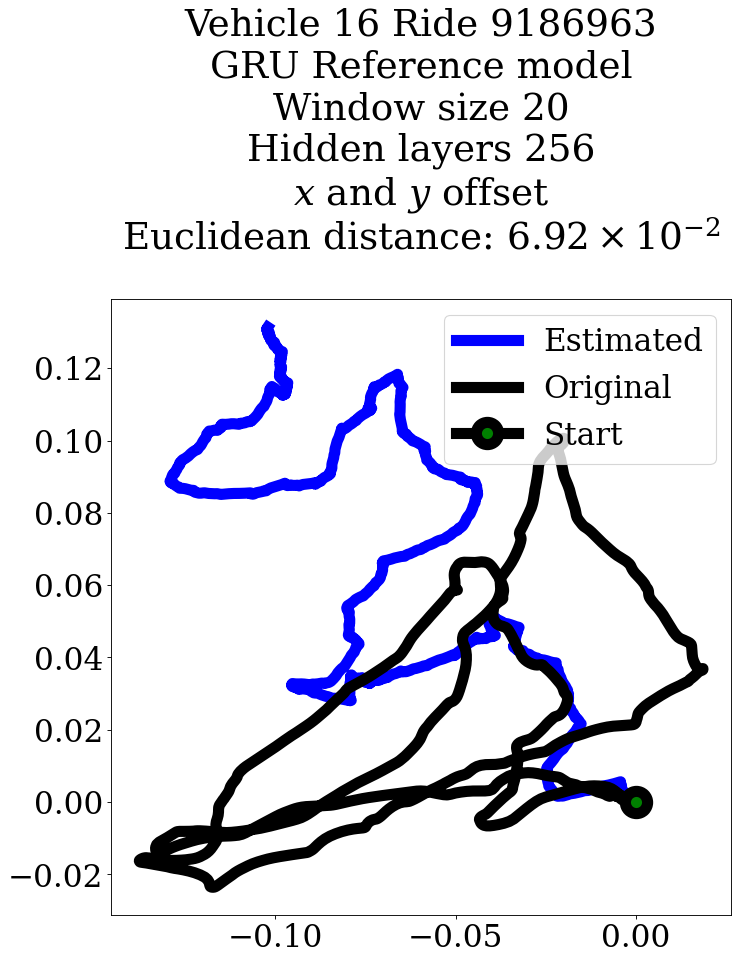 Vehicle 16 Ride 9186963
GRU Reference model
Window size 20
Hidden layers 256
x and y offset
Euclidean distance: 6.92 × 10⁻²
Estimated
Original
Start
0.12
0.10
0.08
0.06
0.04
0.02
0.00
−0.02
−0.10
−0.05
0.00